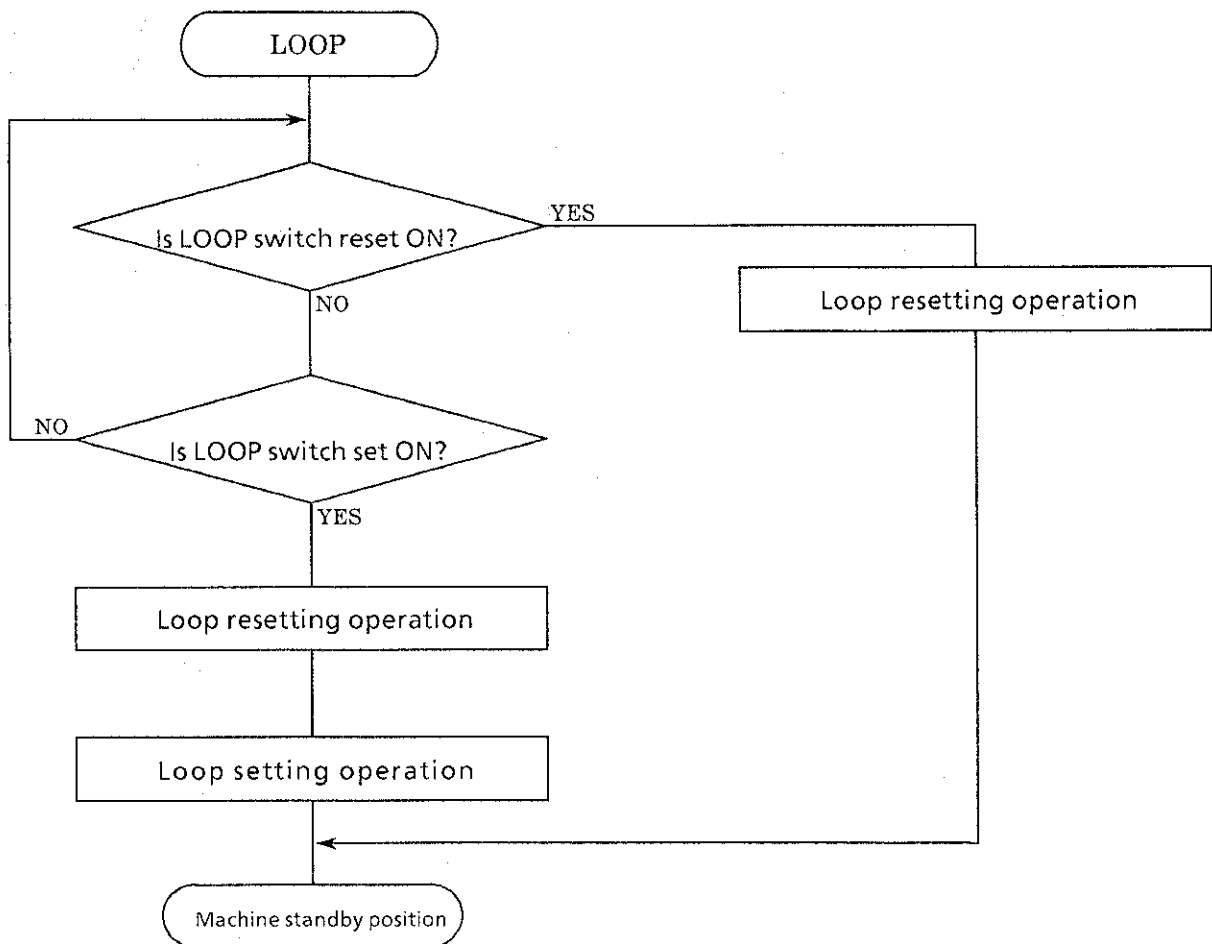 LOOP
Is LOOP switch reset ON?
YES
NO
Loop resetting operation
Is LOOP switch set ON?
NO
YES
Loop resetting operation
Loop setting operation
Machine standby position